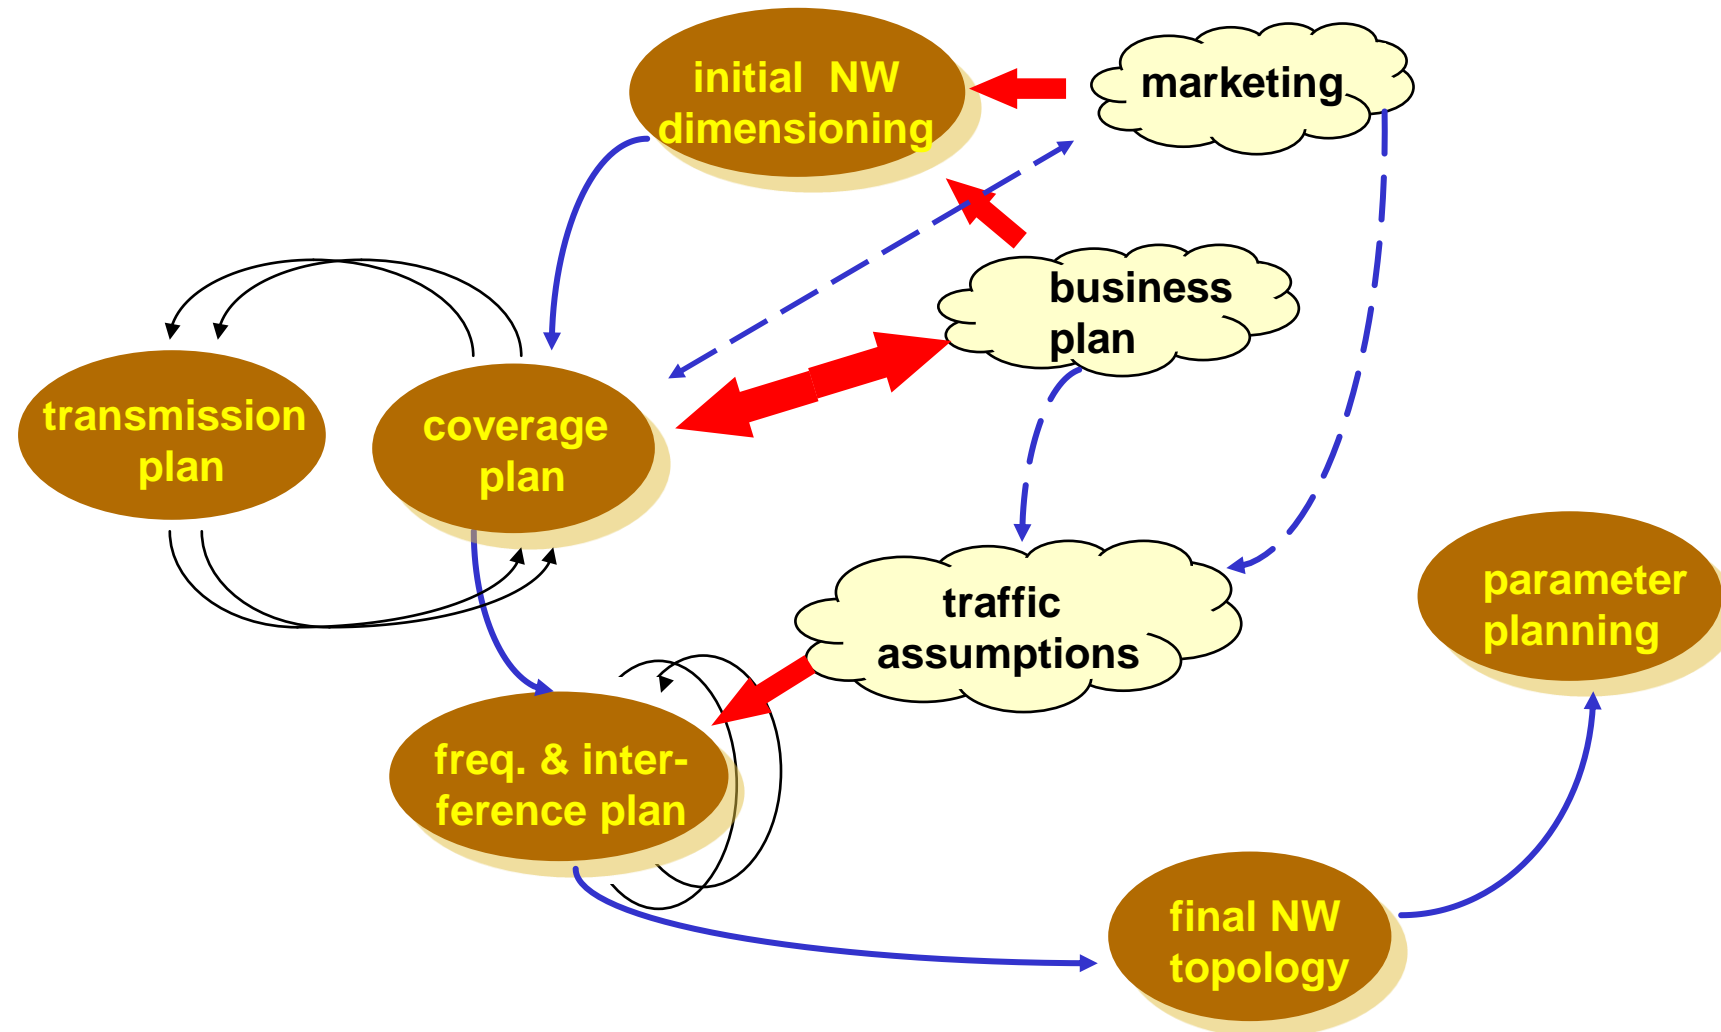 initial NW
dimensioning
marketing
business
plan
transmission
plan
coverage
plan
traffic
assumptions
parameter
planning
freq. & inter-
ference plan
final NW
topology